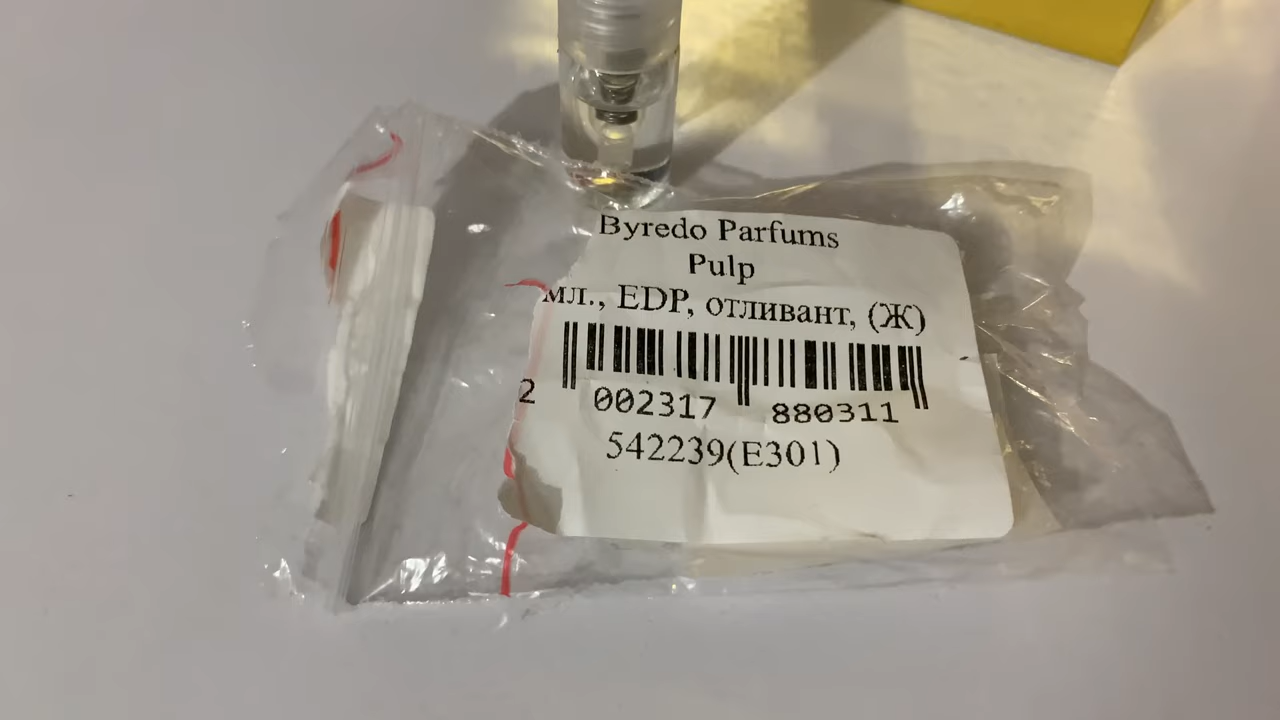 Byredo Parfums
Pulp
мл., EDP, отливант, (Ж)
2 002317 880311
542239(E301)